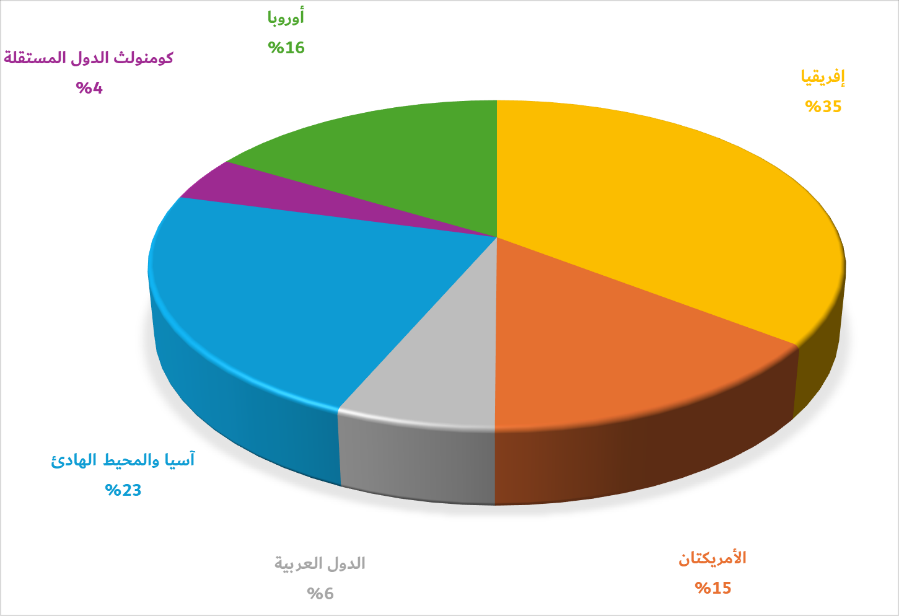 أوروبا
%16
كومنولث الدول المستقلة
%4
إفريقيا
%35
آسيا والمحيط الهادئ
%23
الدول العربية
%6
الأمريكتان
%15